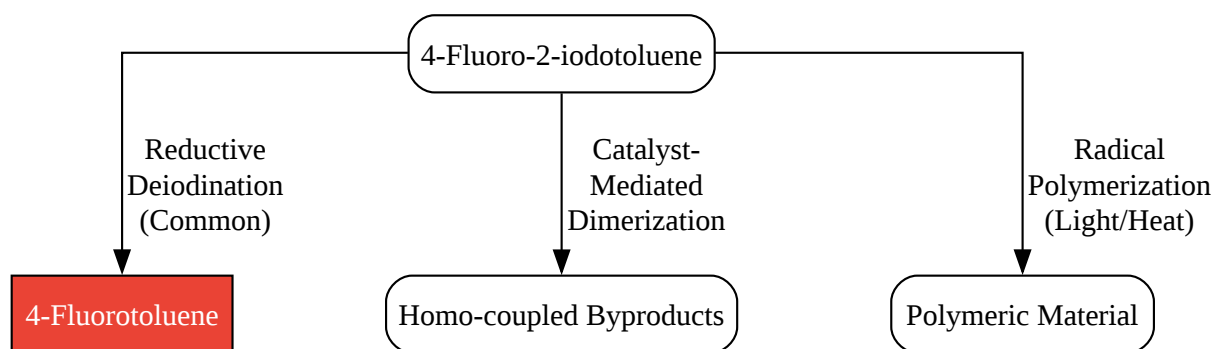 4-Fluoro-2-iodotoluene
Reductive
Deiodination
(Common)
Catalyst-
Mediated
Dimerization
Radical
Polymerization
(Light/Heat)
4-Fluorotoluene
Homo-coupled Byproducts
Polymeric Material